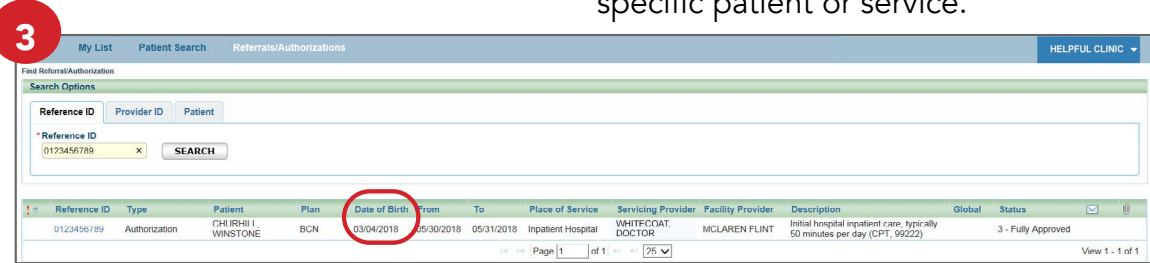 specific patient or service.
3
My List Patient Search Referrals/Authorizations HELPFUL CLINIC
Find Referral/Authorization
Search Options
Reference ID Provider ID Patient
*Reference ID
0123456789 x SEARCH
! Reference ID Type Patient Plan Date of Birth From To Place of Service Servicing Provider Facility Provider Description Global Status
0123456789 Authorization CHURHILL, WINSTONE BCN 03/04/2018 05/30/2018 05/31/2018 Inpatient Hospital WHITECOAT, DOCTOR MCLAREN FLINT Initial hospital inpatient care, typically 50 minutes per day (CPT, 99222) 3 - Fully Approved
Page 1 of 1 25 View 1 - 1 of 1